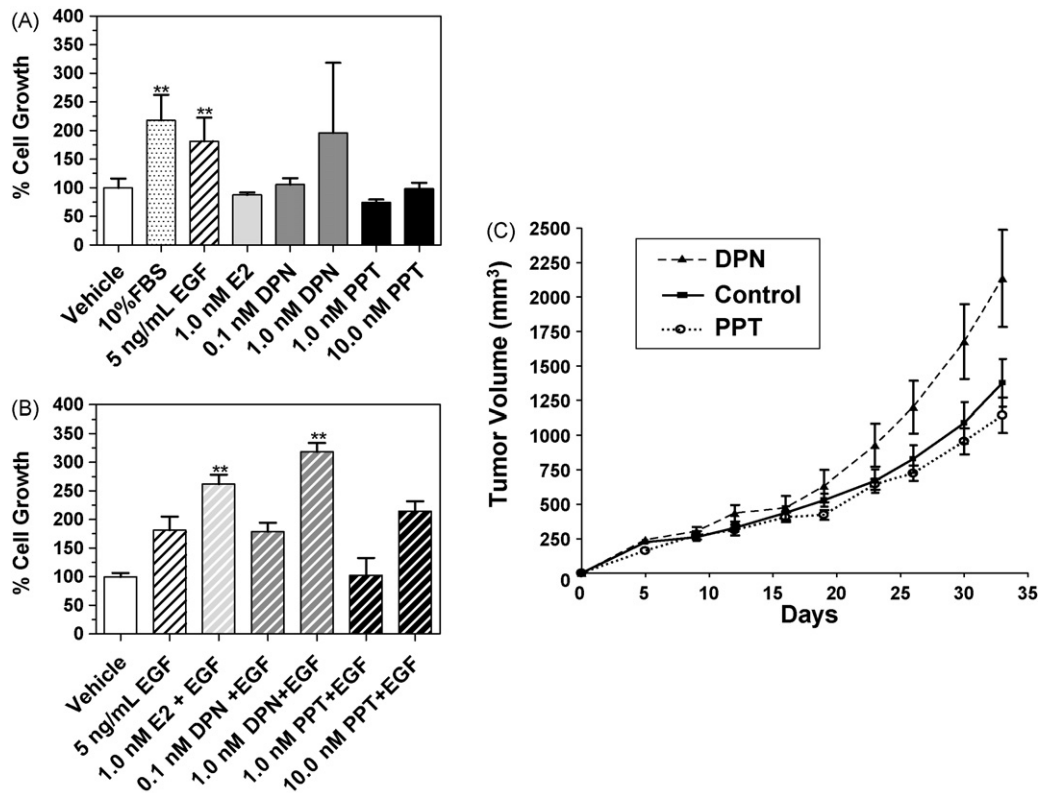 (A)
% Cell Growth
400
350
300
250
200
150
100
50
0
**
**
Vehicle
10%FBS
5 ng/mL EGF
1.0 nM E2
0.1 nM DPN
1.0 nM DPN
1.0 nM PPT
10.0 nM PPT
(B)
% Cell Growth
400
350
300
250
200
150
100
50
0
**
**
Vehicle
5 ng/mL EGF
1.0 nM E2 + EGF
0.1 nM DPN +EGF
1.0 nM DPN+EGF
1.0 nM PPT+EGF
10.0 nM PPT+EGF
(C)
Tumor Volume (mm³)
2500
2250
2000
1750
1500
1250
1000
750
500
250
0
DPN
Control
PPT
0
5
10
15
20
25
30
35
Days